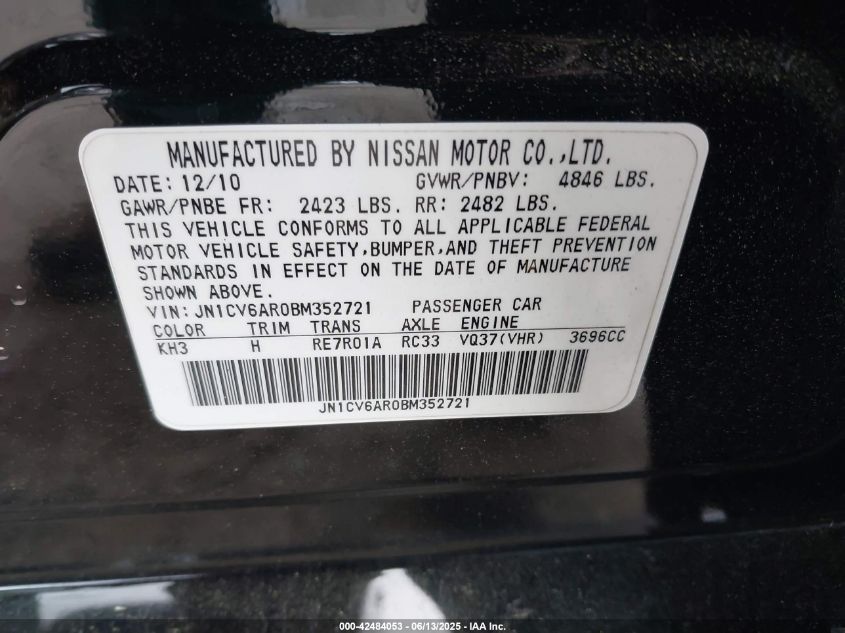 MANUFACTURED BY NISSAN MOTOR CO.,LTD.
DATE: 12/10 GVWR/PNBV: 4846 LBS.
GAWR/PNBE FR: 2423 LBS. RR: 2482 LBS.
THIS VEHICLE CONFORMS TO ALL APPLICABLE FEDERAL
MOTOR VEHICLE SAFETY,BUMPER,AND THEFT PREVENTION
STANDARDS IN EFFECT ON THE DATE OF MANUFACTURE
SHOWN ABOVE.
VIN: JN1CV6AR0BM352721 PASSENGER CAR
COLOR TRIM TRANS AXLE ENGINE
KH3 H RE7R01A RC33 VQ37(VHR) 3696CC
JN1CV6AR0BM352721
000-42484053 - 06/13/2025 - IAA Inc.